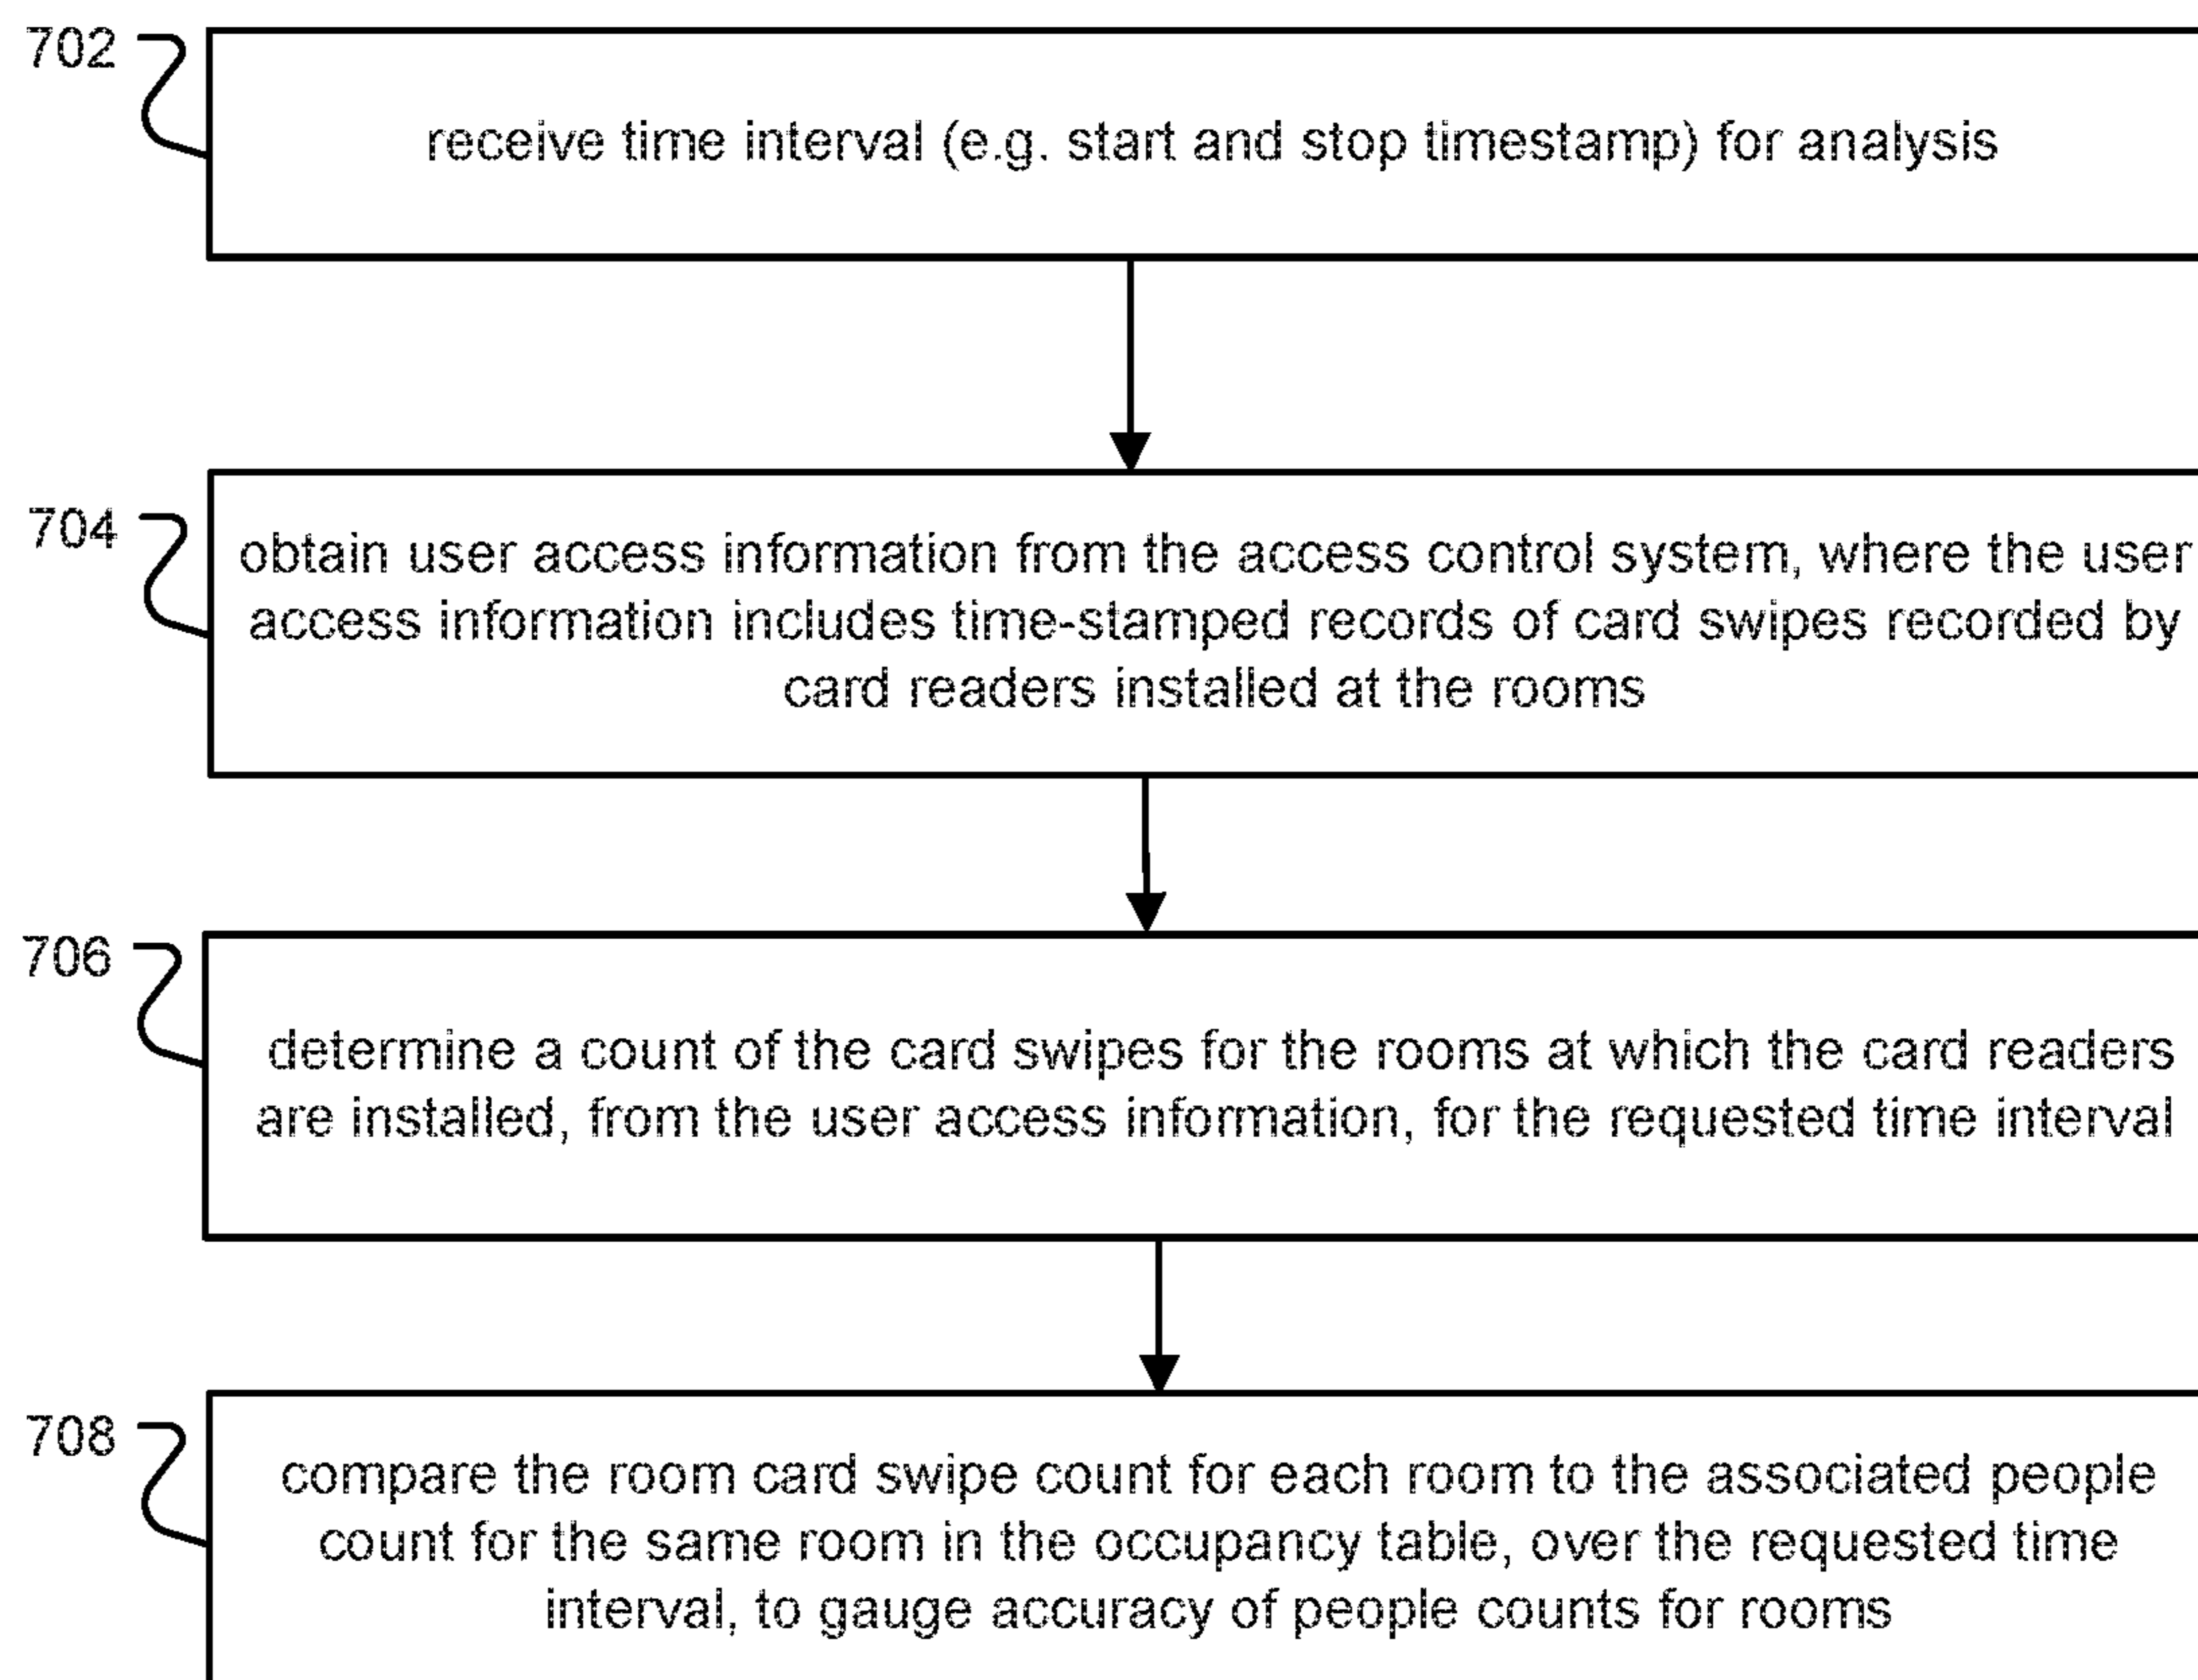 702
receive time interval (e.g. start and stop timestamp) for analysis
704
obtain user access information from the access control system, where the user
access information includes time-stamped records of card swipes recorded by
card readers installed at the rooms
706
determine a count of the card swipes for the rooms at which the card readers
are installed, from the user access information, for the requested time interval
708
compare the room card swipe count for each room to the associated people
count for the same room in the occupancy table, over the requested time
interval, to gauge accuracy of people counts for rooms